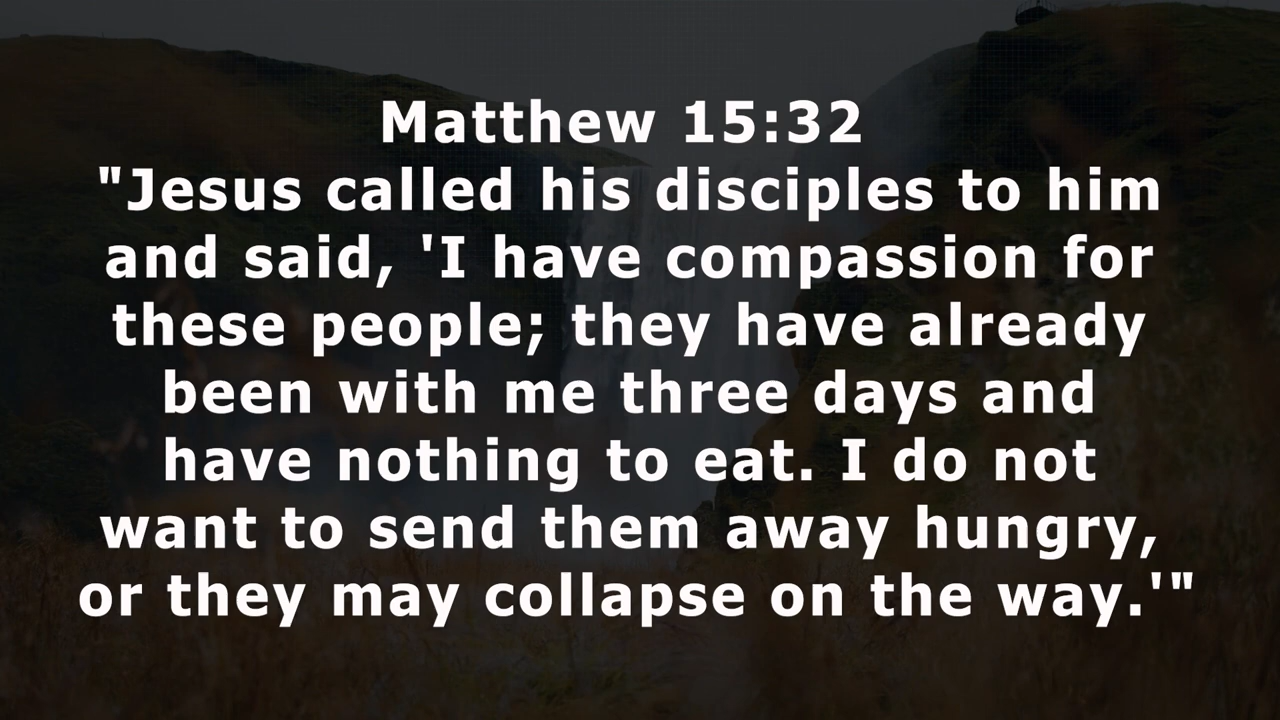 Matthew 15:32
"Jesus called his disciples to him
and said, 'I have compassion for
these people; they have already
been with me three days and
have nothing to eat. I do not
want to send them away hungry,
or they may collapse on the way.'"